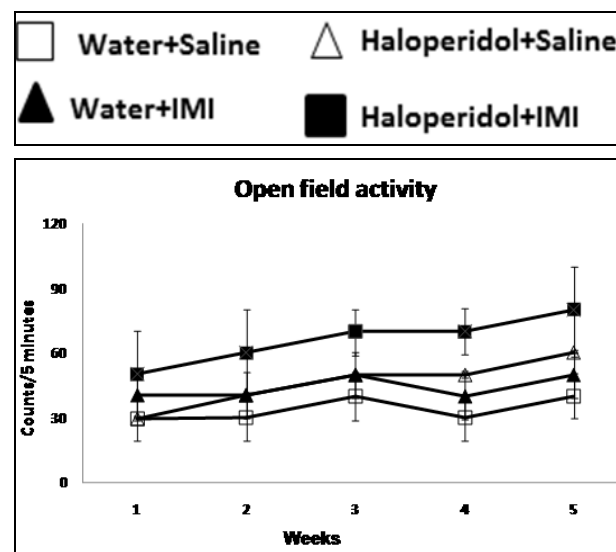 Water+Saline
Haloperidol+Saline
Water+IMI
Haloperidol+IMI
Open field activity
Counts/5 minutes
120
90
60
30
0
1 2 3 4 5
Weeks